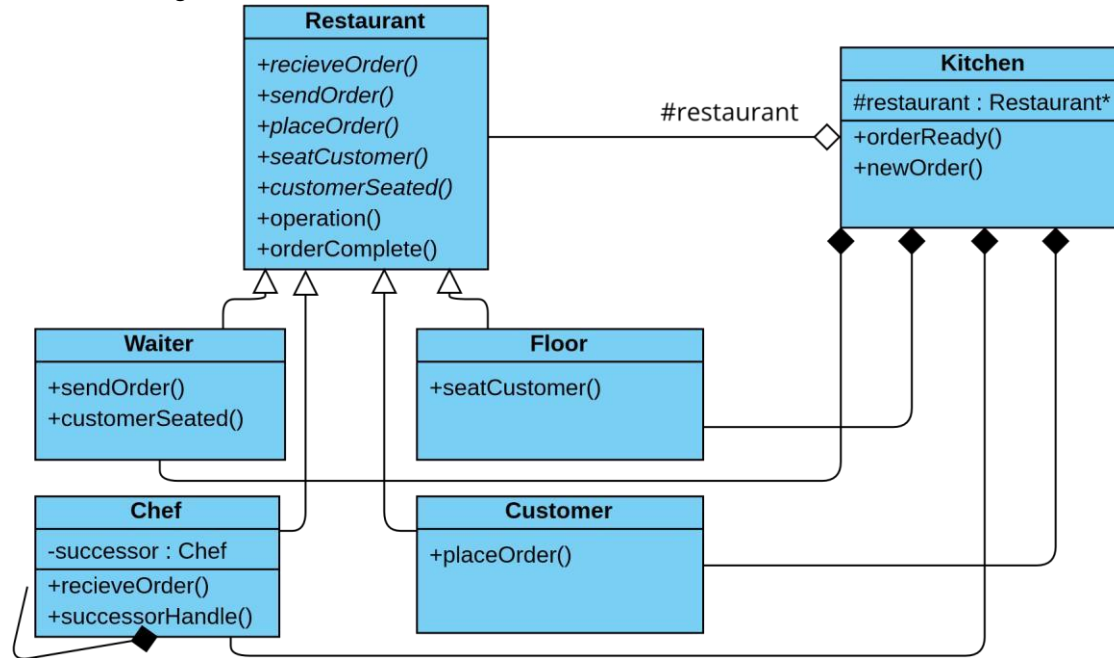 Restaurant
+recieveOrder()
+sendOrder()
+placeOrder()
+seatCustomer()
+customerSeated()
+operation()
+orderComplete()
#restaurant
Kitchen
#restaurant : Restaurant*
+orderReady()
+newOrder()
Waiter
+sendOrder()
+customerSeated()
Floor
+seatCustomer()
Chef
-successor : Chef
+recieveOrder()
+successorHandle()
Customer
+placeOrder()